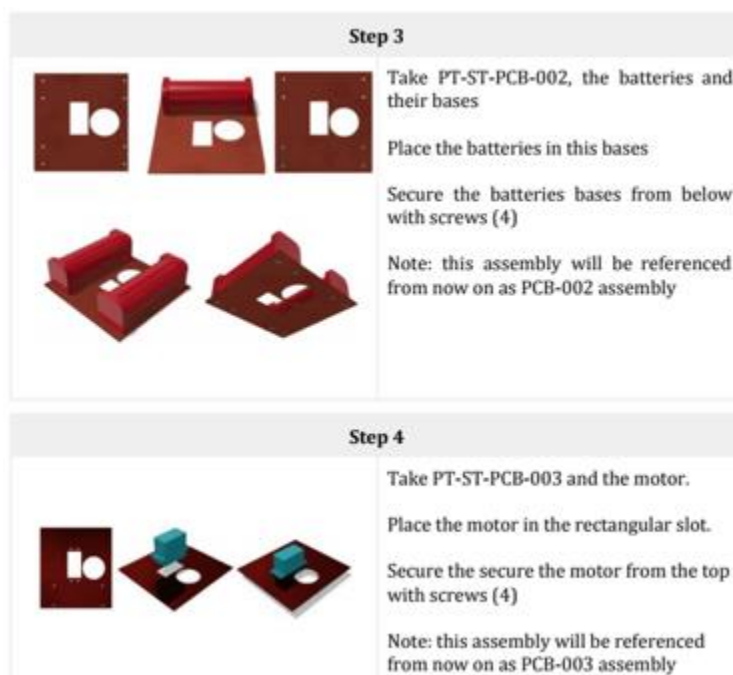 Step 3
Take PT-ST-PCB-002, the batteries and
their bases
Place the batteries in this bases
Secure the batteries bases from below
with screws (4)
Note: this assembly will be referenced
from now on as PCB-002 assembly
Step 4
Take PT-ST-PCB-003 and the motor.
Place the motor in the rectangular slot.
Secure the secure the motor from the top
with screws (4)
Note: this assembly will be referenced
from now on as PCB-003 assembly